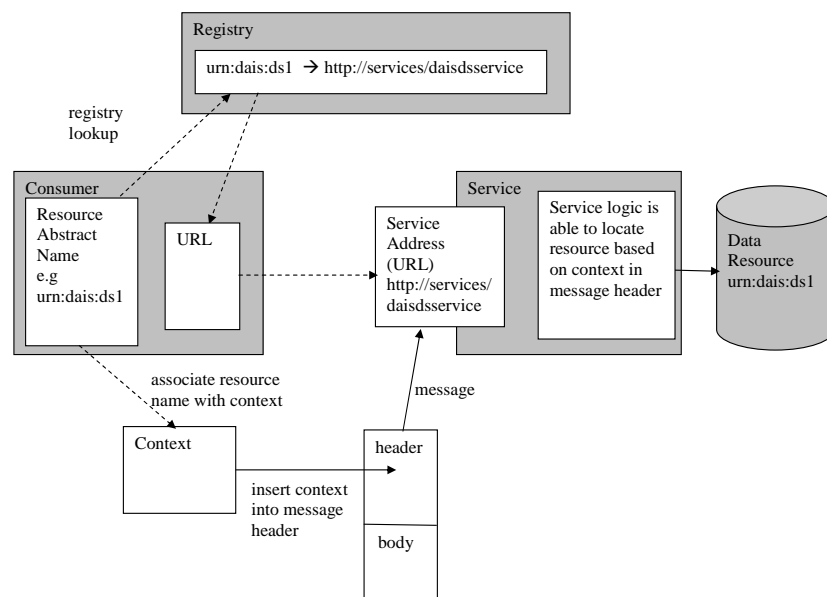 Registry
urn:dais:ds1 → http://services/daisdsservice
registry
lookup
Consumer
Resource
Abstract
Name
e.g
urn:dais:ds1
URL
Service
Address
(URL)
http://services/
daisdsservice
Service
Service logic is
able to locate
resource based
on context in
message header
Data
Resource
urn:dais:ds1
associate resource
name with context
message
Context
header
insert context
into message
header
body